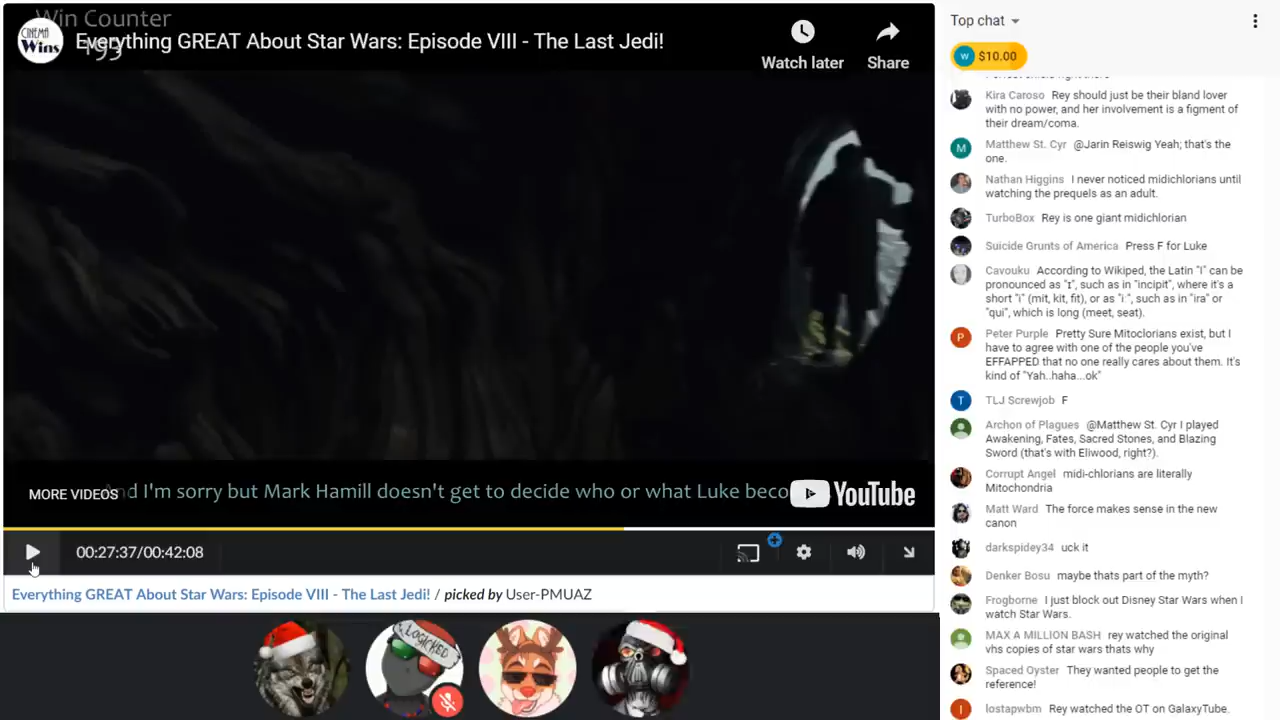 Win Counter
199
CINEMA
Wins
Everything GREAT About Star Wars: Episode VIII - The Last Jedi!
Watch later
Share
MORE VIDEOS
And I'm sorry but Mark Hamill doesn't get to decide who or what Luke beco
YouTube
00:27:37/00:42:08
Everything GREAT About Star Wars: Episode VIII - The Last Jedi! / picked by User-PMUAZ
LOGICKED
Top chat
W $10.00
Kira Caroso Rey should just be their bland lover
with no power, and her involvement is a figment of
their dream/coma.
M Matthew St. Cyr @Jarin Reiswig Yeah; that's the
one.
Nathan Higgins I never noticed midichlorians until
watching the prequels as an adult.
TurboBox Rey is one giant midichlorian
Suicide Grunts of America Press F for Luke
Cavouku According to Wikiped, the Latin "I" can be
pronounced as "ɪ", such as in "incipit", where it's a
short "i" (mit, kit, fit), or as "iː", such as in "ira" or
"qui", which is long (meet, seat).
P Peter Purple Pretty Sure Mitoclorians exist, but I
have to agree with one of the people you've
EFFAPPED that no one really cares about them. It's
kind of "Yah..haha...ok"
T TLJ Screwjob F
Archon of Plagues @Matthew St. Cyr I played
Awakening, Fates, Sacred Stones, and Blazing
Sword (that's with Eliwood, right?).
Corrupt Angel midi-chlorians are literally
Mitochondria
Matt Ward The force makes sense in the new
canon
darkspidey34 uck it
Denker Bosu maybe thats part of the myth?
Frogborne I just block out Disney Star Wars when I
watch Star Wars.
MAX A MILLION BASH rey watched the original
vhs copies of star wars thats why
Spaced Oyster They wanted people to get the
reference!
I lostapwbm Rey watched the OT on GalaxyTube.